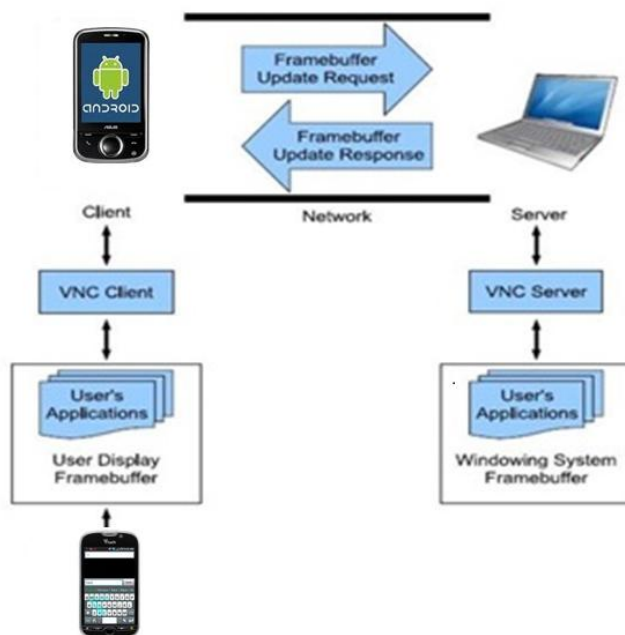 Framebuffer
Update Request
Framebuffer
Update Response
ANDROID
ASUS
Client
Network
Server
VNC Client
VNC Server
User's
Applications
User Display
Framebuffer
User's
Applications
Windowing System
Framebuffer